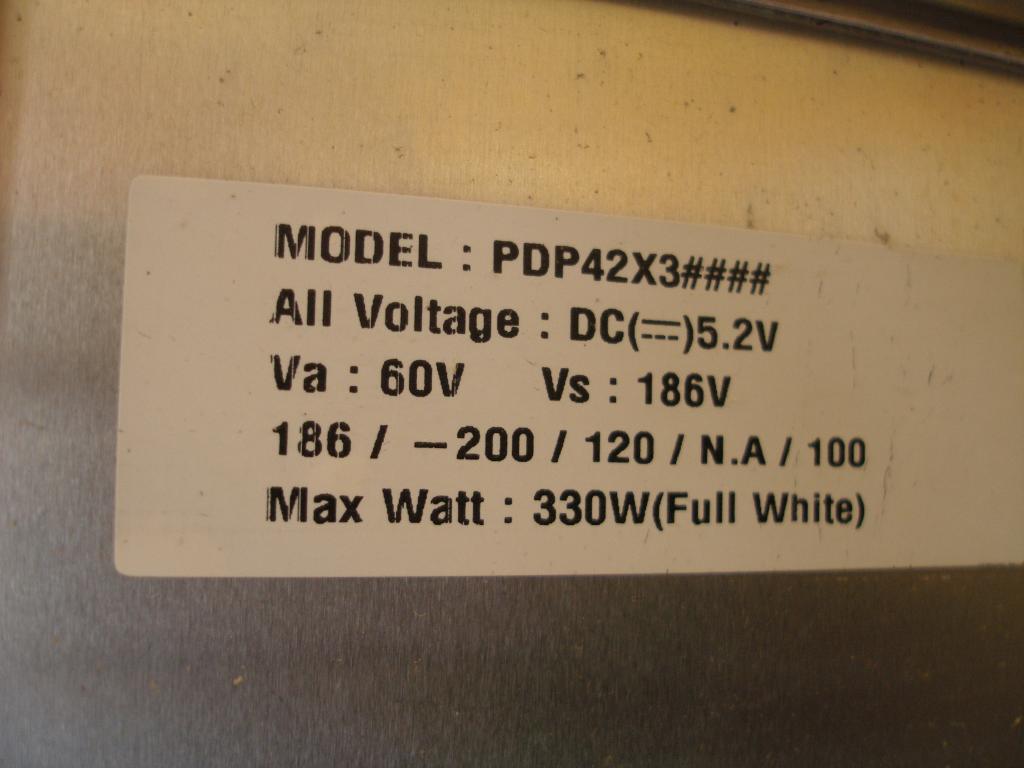 MODEL : PDP42X3####
All Voltage : DC(⎓)5.2V
Va : 60V Vs : 186V
186 / -200 / 120 / N.A / 100
Max Watt : 330W(Full White)